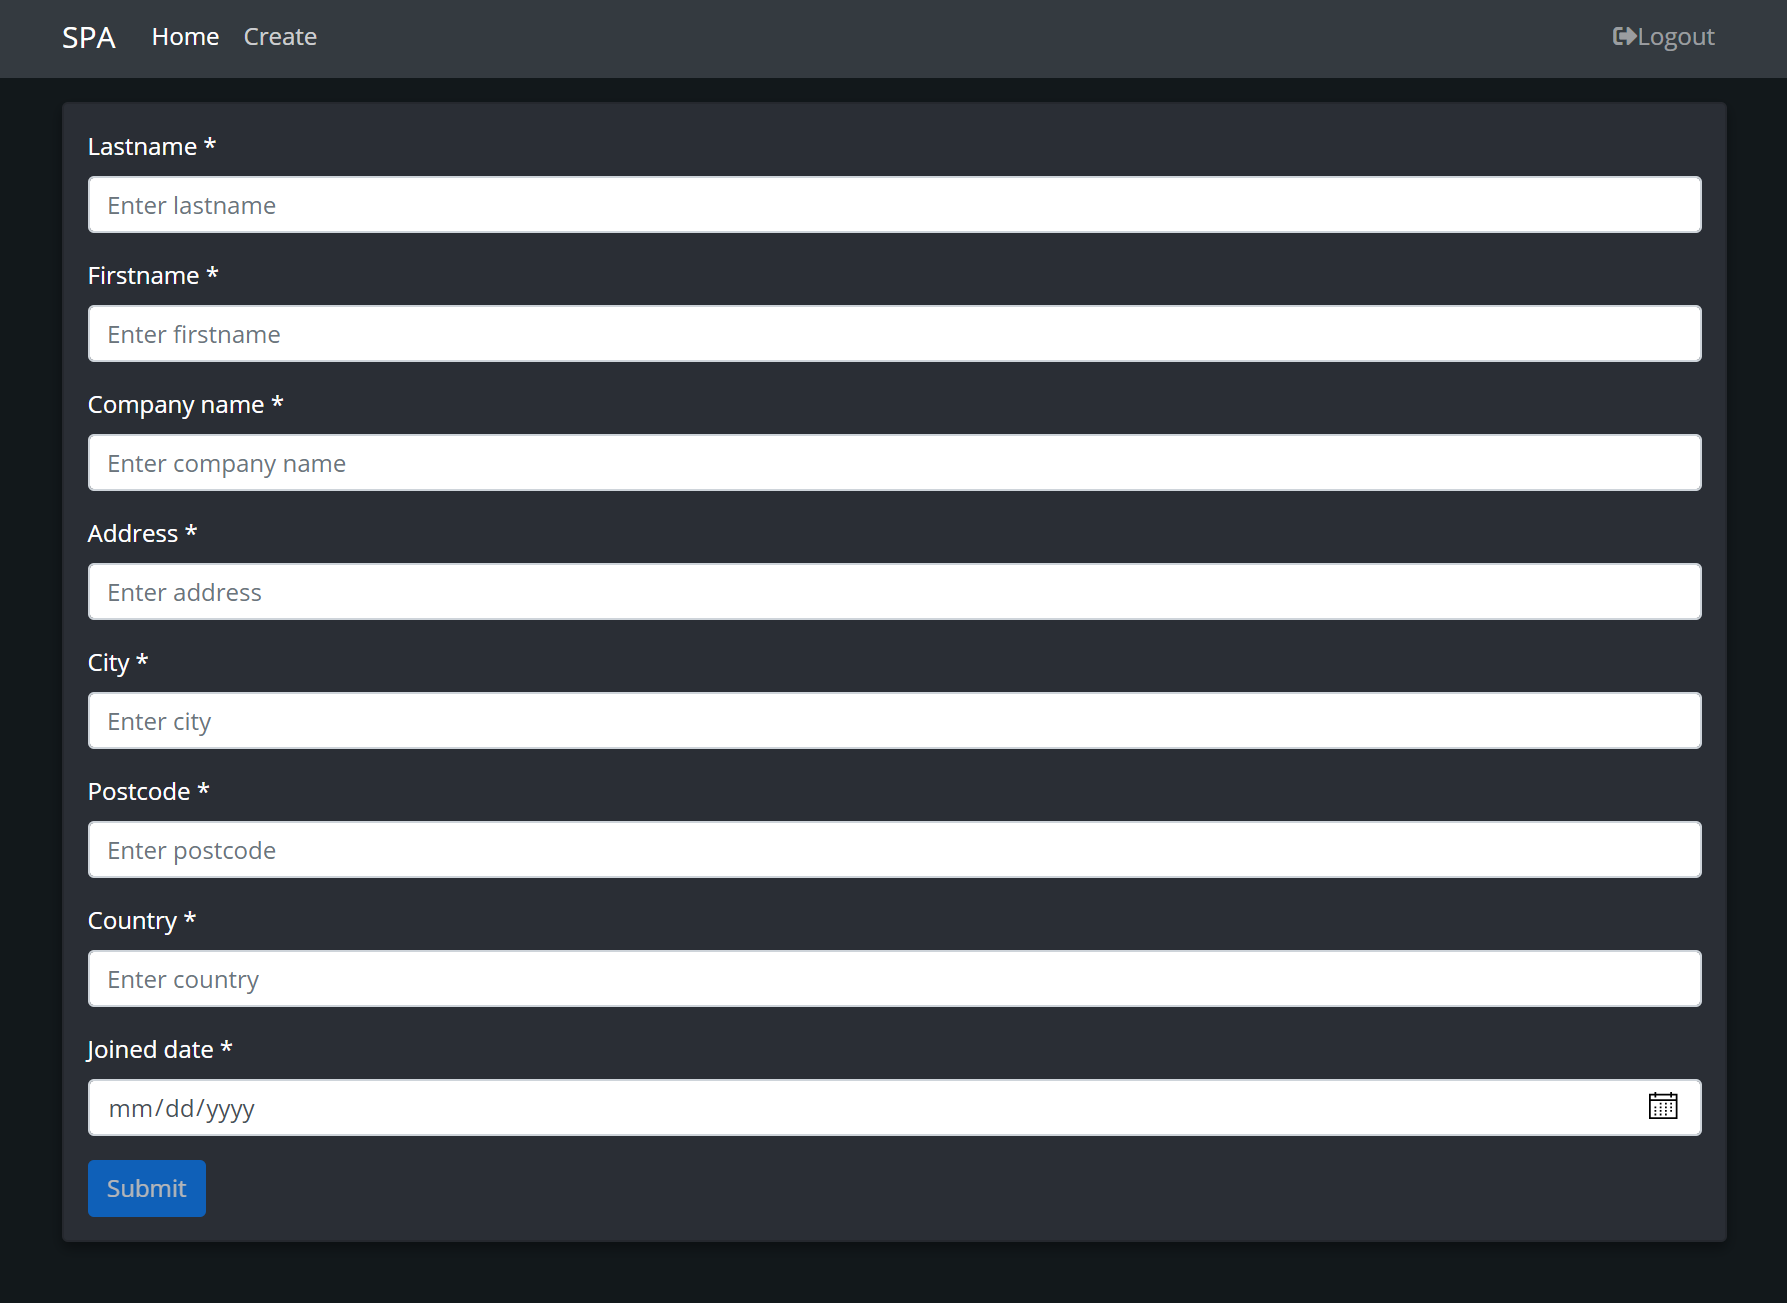 SPA Home Create Logout
Lastname *
Enter lastname
Firstname *
Enter firstname
Company name *
Enter company name
Address *
Enter address
City *
Enter city
Postcode *
Enter postcode
Country *
Enter country
Joined date *
mm/dd/yyyy
Submit